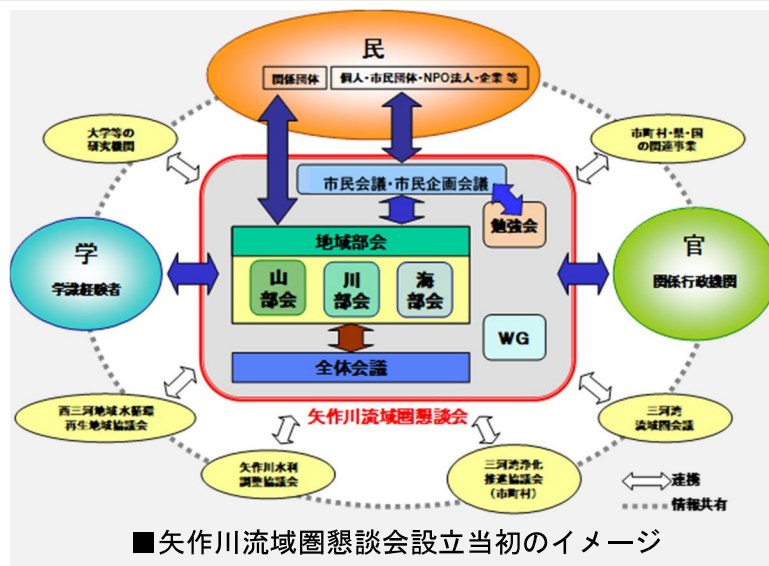 民
関係団体
個人・市民団体・NPO法人・企業 等
大学等の
研究機関
市町村・県・国
の関連事業
市民会議・市民企画会議
勉強会
学
学識経験者
地域部会
山
部会
川
部会
海
部会
官
関係行政機関
WG
全体会議
矢作川流域圏懇談会
西三河地域水循環
再生地域協議会
三河湾
流域圏会議
矢作川水利
調整協議会
三河湾浄化
推進協議会
(市町村)
連携
情報共有
■矢作川流域圏懇談会設立当初のイメージ